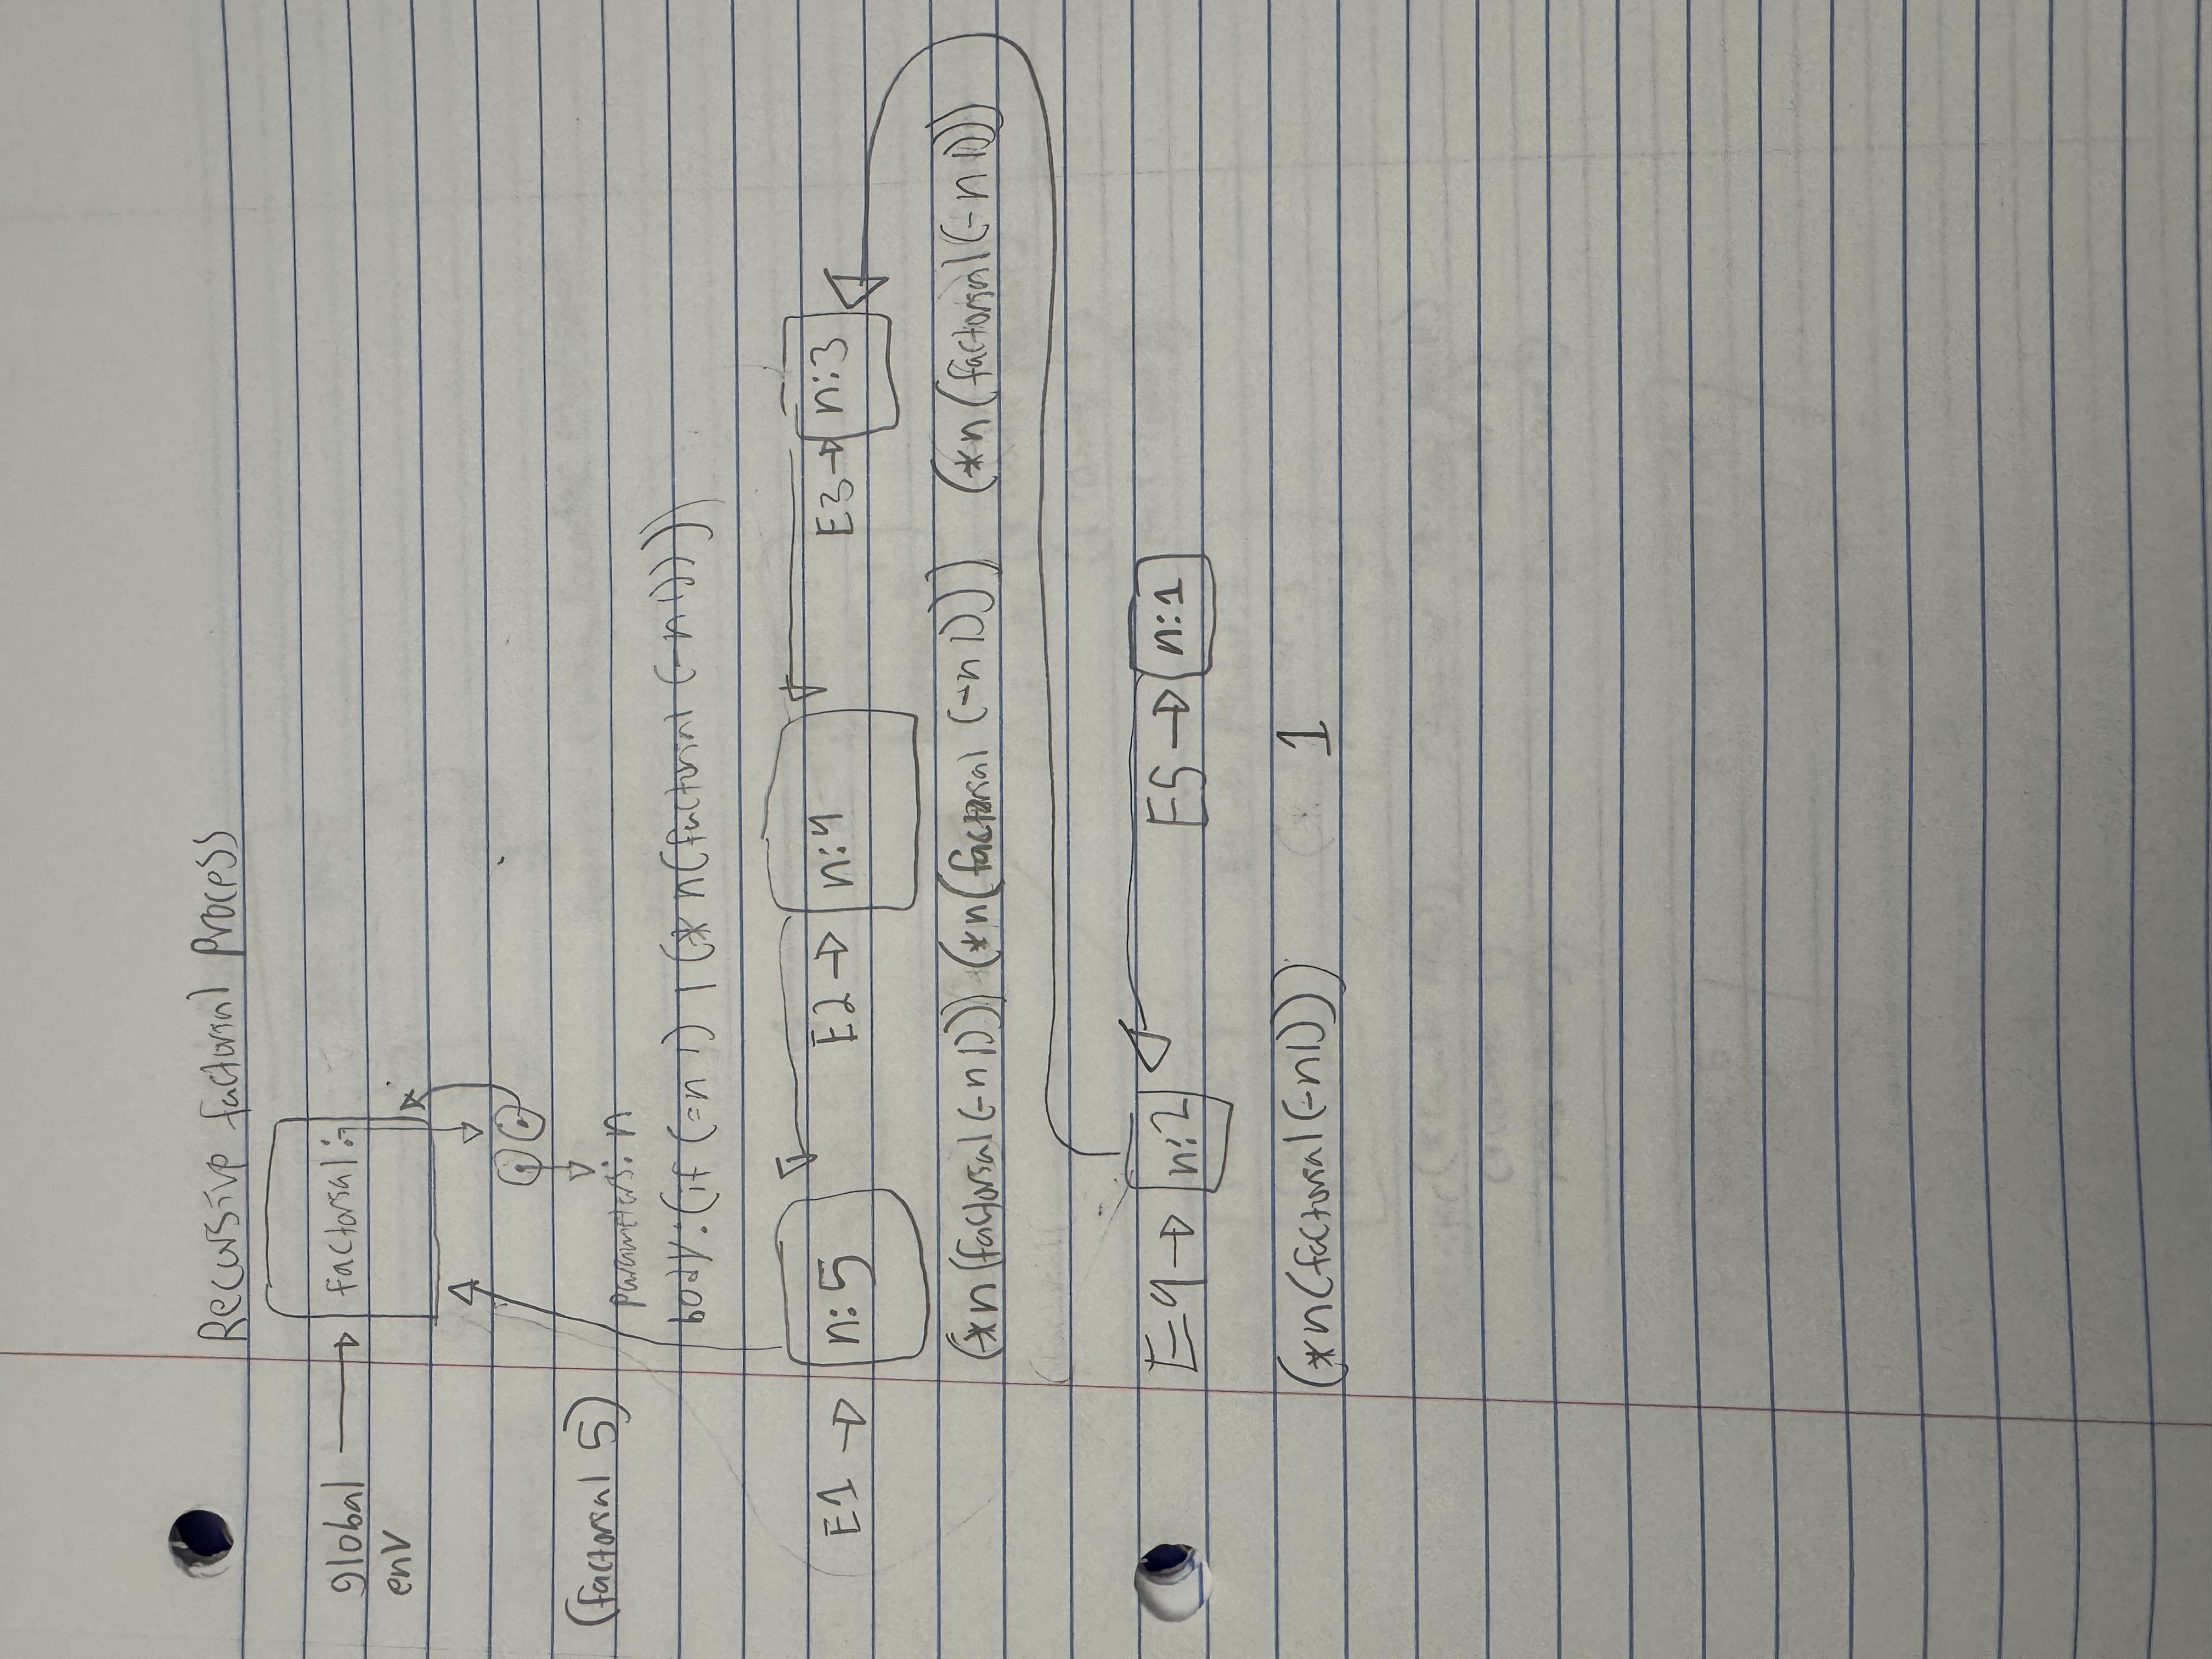 Recursive factorial process
global
env
factorial:
(factorial 5)
parameters: n
body: (if (= n 1) 1 (* n (factorial (- n 1))))
E1
n: 5
E2
n: 4
E3
n: 3
(* n (factorial (- n 1))) (* n (factorial (- n 1))) (* n (factorial (- n 1)))
E4
n: 2
E5
n: 1
(* n (factorial (- n 1))) 1